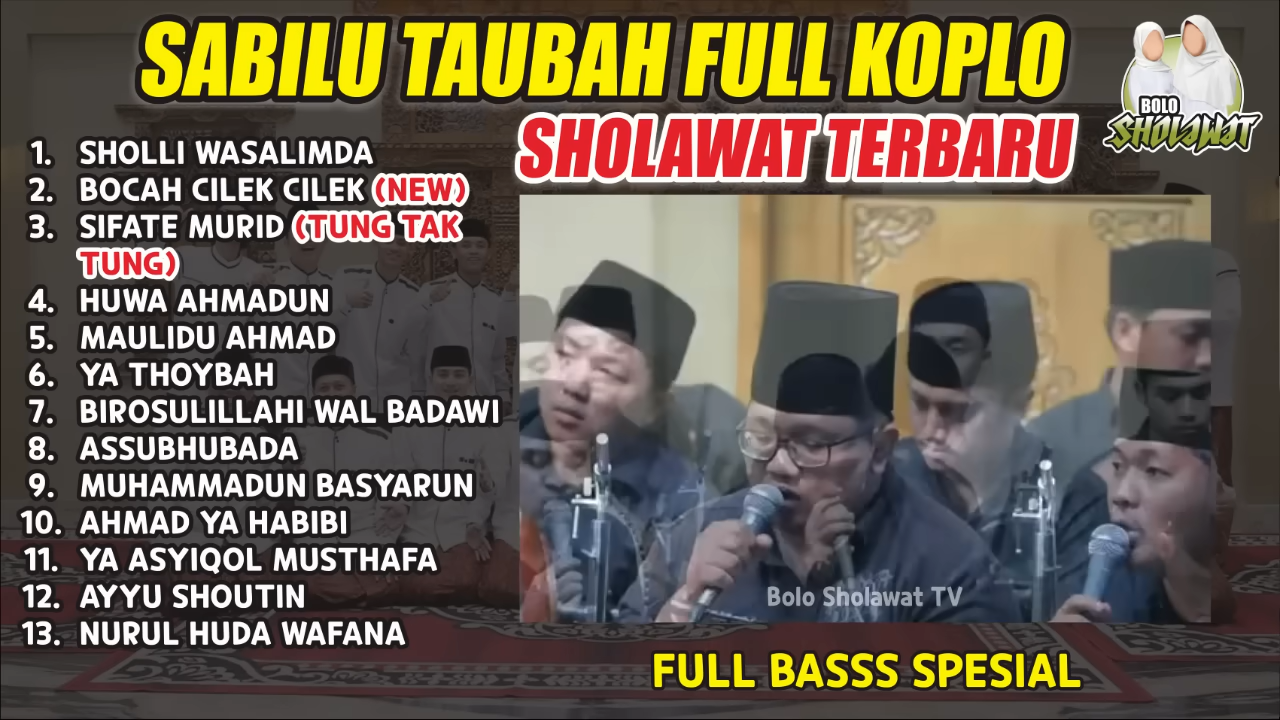 SABILU TAUBAH FULL KOPLO
SHOLAWAT TERBARU
BOLO
SHOLAWAT
1. SHOLLI WASALIMDA
2. BOCAH CILEK CILEK (NEW)
3. SIFATE MURID (TUNG TAK
TUNG)
4. HUWA AHMADUN
5. MAULIDU AHMAD
6. YA THOYBAH
7. BIROSULILLAHI WAL BADAWI
8. ASSUBHUBADA
9. MUHAMMADUN BASYARUN
10. AHMAD YA HABIBI
11. YA ASYIQOL MUSTHAFA
12. AYYU SHOUTIN
13. NURUL HUDA WAFANA
Bolo Sholawat TV
FULL BASSS SPESIAL